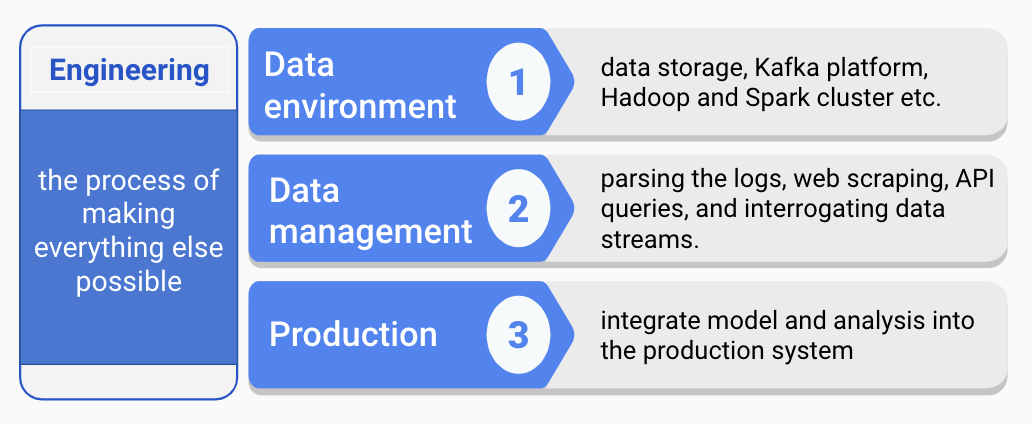 Engineering
the process of
making
everything else
possible
Data
environment
1
data storage, Kafka platform,
Hadoop and Spark cluster etc.
Data
management
2
parsing the logs, web scraping, API
queries, and interrogating data
streams.
Production
3
integrate model and analysis into
the production system